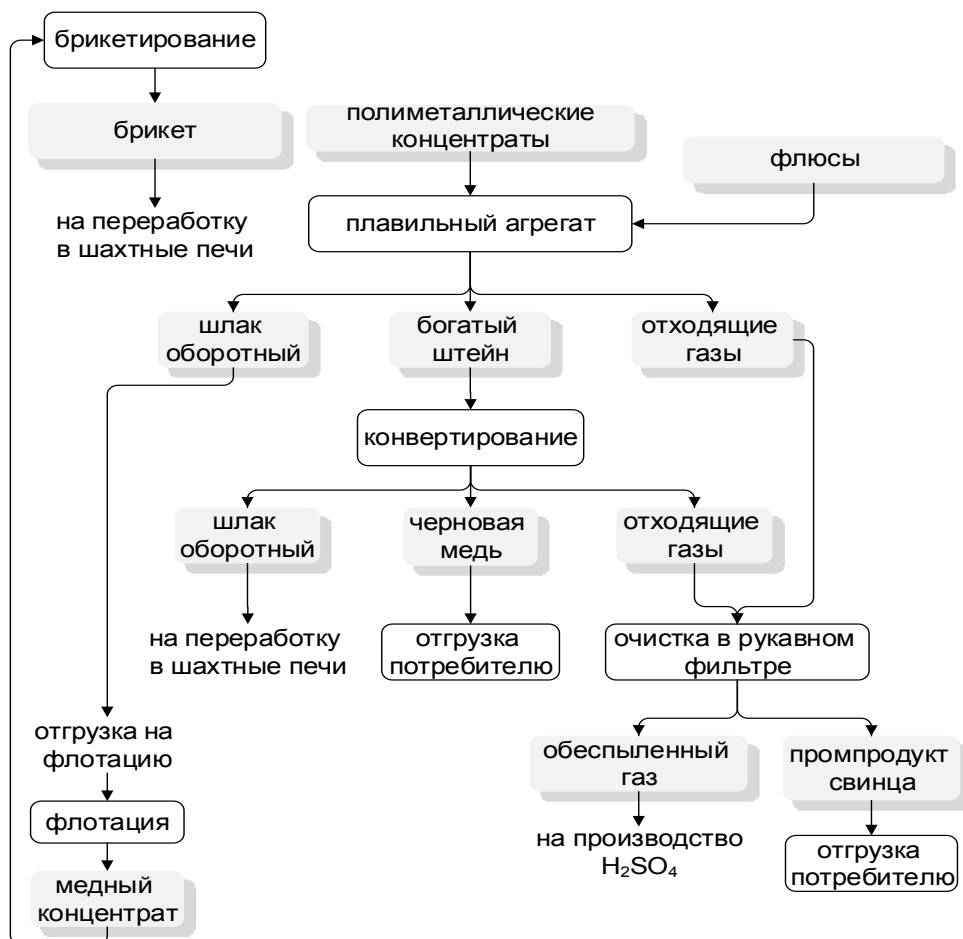 брикетирование
брикет
на переработку
в шахтные печи
полиметаллические
концентраты
флюсы
плавильный агрегат
шлак
оборотный
богатый
штейн
отходящие
газы
конвертирование
шлак
оборотный
черновая
медь
отходящие
газы
на переработку
в шахтные печи
отгрузка
потребителю
очистка в рукавном
фильтре
отгрузка на
флотацию
обеспыленный
газ
промпродукт
свинца
флотация
на производство
H₂SO₄
отгрузка
потребителю
медный
концентрат